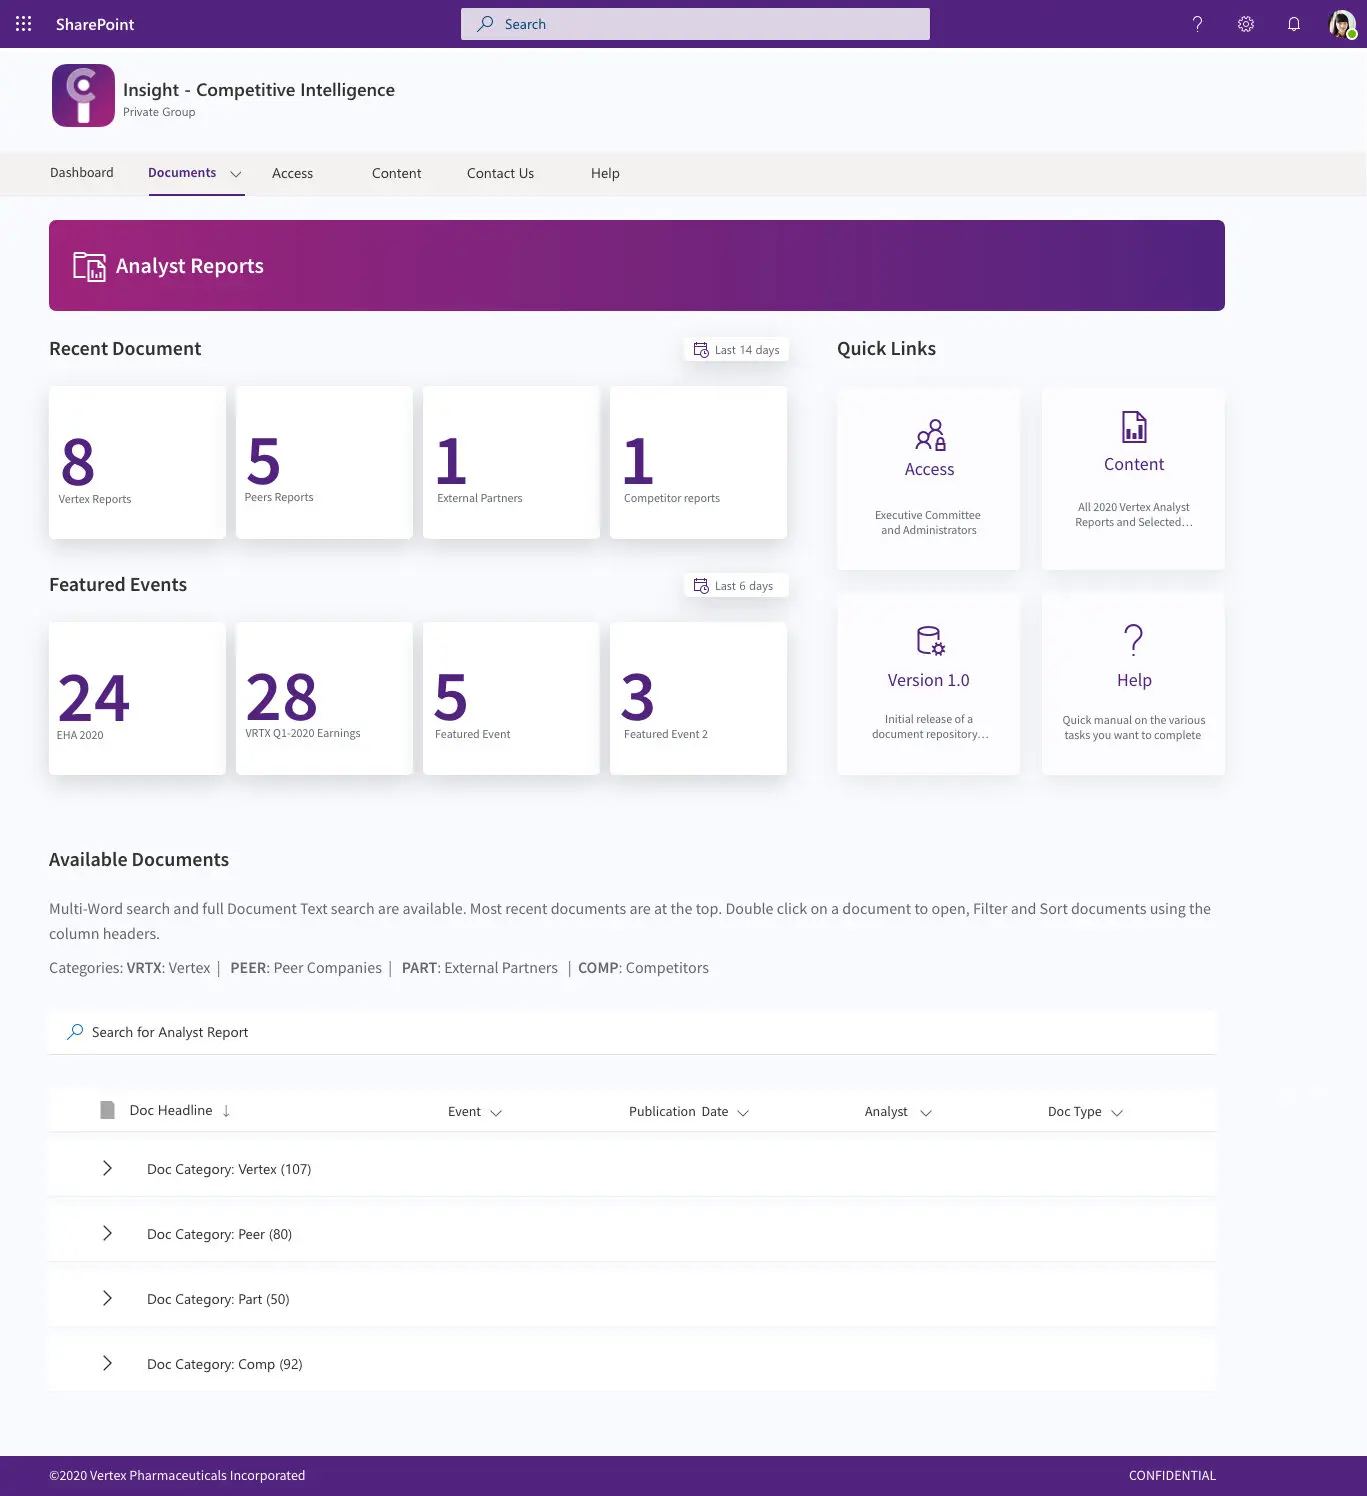 SharePoint
Search
Insight - Competitive Intelligence
Private Group
Dashboard
Documents
Access
Content
Contact Us
Help
Analyst Reports
Recent Document
Last 14 days
8
Vertex Reports
5
Peers Reports
1
External Partners
1
Competitor reports
Featured Events
Last 6 days
24
EHA 2020
28
VRTX Q1-2020 Earnings
5
Featured Event
3
Featured Event 2
Quick Links
Access
Executive Committee
and Administrators
Content
All 2020 Vertex Analyst
Reports and Selected...
Version 1.0
Initial release of a
document repository...
Help
Quick manual on the various
tasks you want to complete
Available Documents
Multi-Word search and full Document Text search are available. Most recent documents are at the top. Double click on a document to open, Filter and Sort documents using the
column headers.
Categories: VRTX: Vertex | PEER: Peer Companies | PART: External Partners | COMP: Competitors
Search for Analyst Report
Doc Headline ↓
Event
Publication Date
Analyst
Doc Type
Doc Category: Vertex (107)
Doc Category: Peer (80)
Doc Category: Part (50)
Doc Category: Comp (92)
©2020 Vertex Pharmaceuticals Incorporated
CONFIDENTIAL